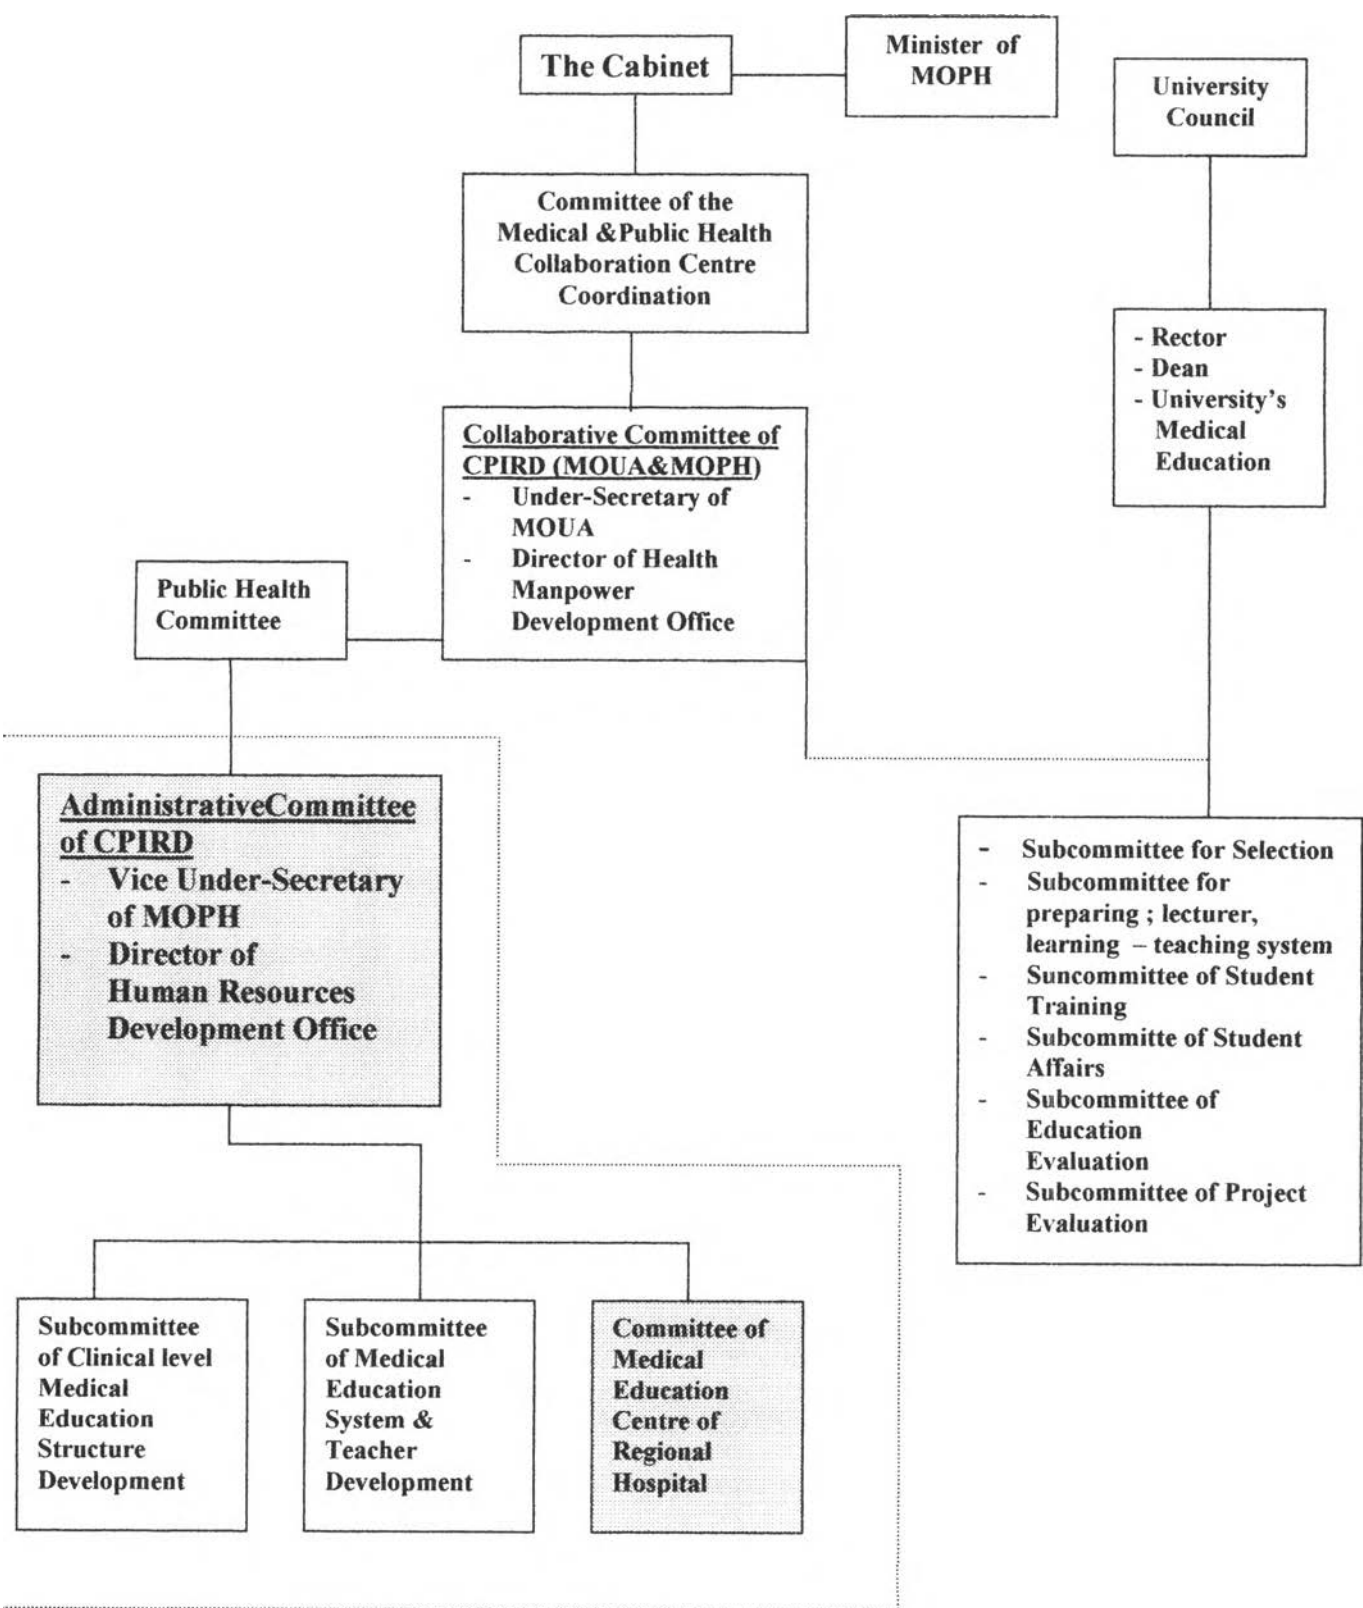 The Cabinet
Minister of
MOPH
University
Council
Committee of the
Medical &Public Health
Collaboration Centre
Coordination
- Rector
- Dean
- University's
Medical
Education
Collaborative Committee of
CPIRD (MOUA&MOPH)
- Under-Secretary of
MOUA
- Director of Health
Manpower
Development Office
Public Health
Committee
AdministrativeCommittee
of CPIRD
- Vice Under-Secretary
of MOPH
- Director of
Human Resources
Development Office
- Subcommittee for Selection
- Subcommittee for
preparing ; lecturer,
learning – teaching system
- Suncommittee of Student
Training
- Subcommitte of Student
Affairs
- Subcommittee of
Education
Evaluation
- Subcommittee of Project
Evaluation
Subcommittee
of Clinical level
Medical
Education
Structure
Development
Subcommittee
of Medical
Education
System &
Teacher
Development
Committee of
Medical
Education
Centre of
Regional
Hospital